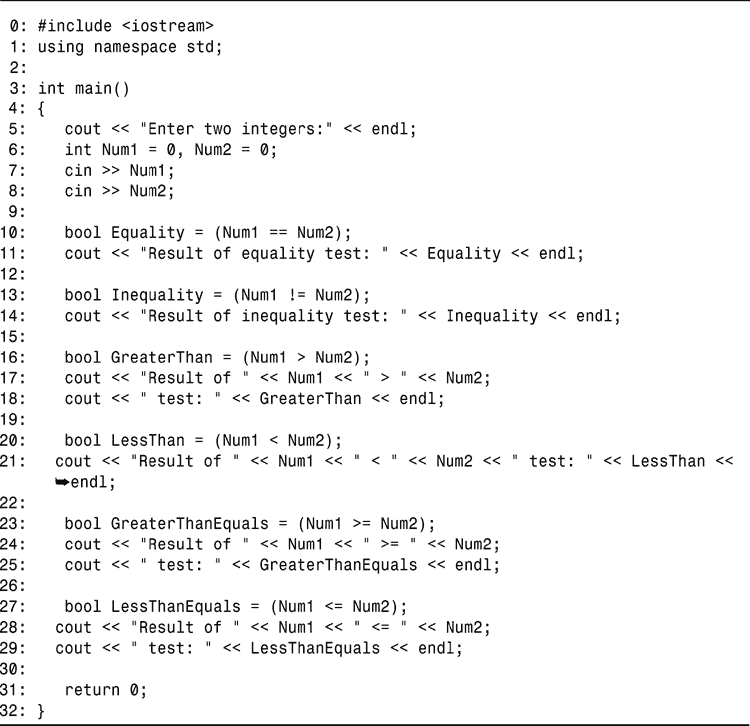 0: #include <iostream>
1: using namespace std;
2:
3: int main()
4: {
5:    cout << "Enter two integers:" << endl;
6:    int Num1 = 0, Num2 = 0;
7:    cin >> Num1;
8:    cin >> Num2;
9:
10:    bool Equality = (Num1 == Num2);
11:    cout << "Result of equality test: " << Equality << endl;
12:
13:    bool Inequality = (Num1 != Num2);
14:    cout << "Result of inequality test: " << Inequality << endl;
15:
16:    bool GreaterThan = (Num1 > Num2);
17:    cout << "Result of " << Num1 << " > " << Num2;
18:    cout << " test: " << GreaterThan << endl;
19:
20:    bool LessThan = (Num1 < Num2);
21:   cout << "Result of " << Num1 << " < " << Num2 << " test: " << LessThan <<
➥endl;
22:
23:    bool GreaterThanEquals = (Num1 >= Num2);
24:    cout << "Result of " << Num1 << " >= " << Num2;
25:    cout << " test: " << GreaterThanEquals << endl;
26:
27:    bool LessThanEquals = (Num1 <= Num2);
28:   cout << "Result of " << Num1 << " <= " << Num2;
29:   cout << " test: " << LessThanEquals << endl;
30:
31:    return 0;
32: }